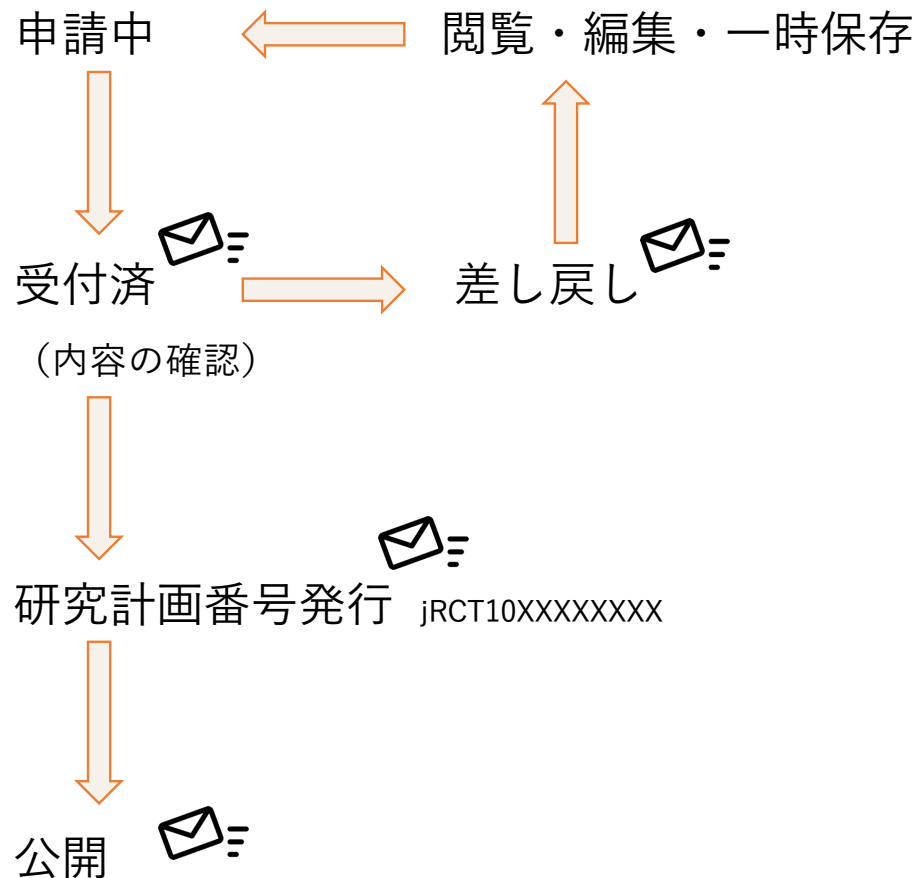 申請中
閲覧・編集・一時保存
受付済
差し戻し
（内容の確認）
研究計画番号発行 jRCT10XXXXXXXX
公開